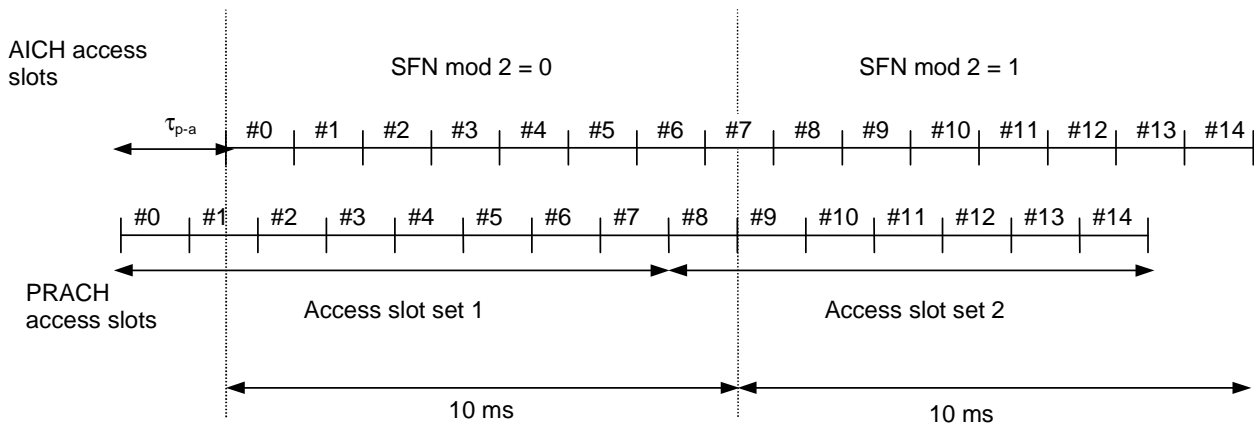 AICH access
slots
SFN mod 2 = 0
SFN mod 2 = 1
τp-a
#0 #1 #2 #3 #4 #5 #6 #7 #8 #9 #10 #11 #12 #13 #14
#0 #1 #2 #3 #4 #5 #6 #7 #8 #9 #10 #11 #12 #13 #14
PRACH
access slots
Access slot set 1
Access slot set 2
10 ms
10 ms